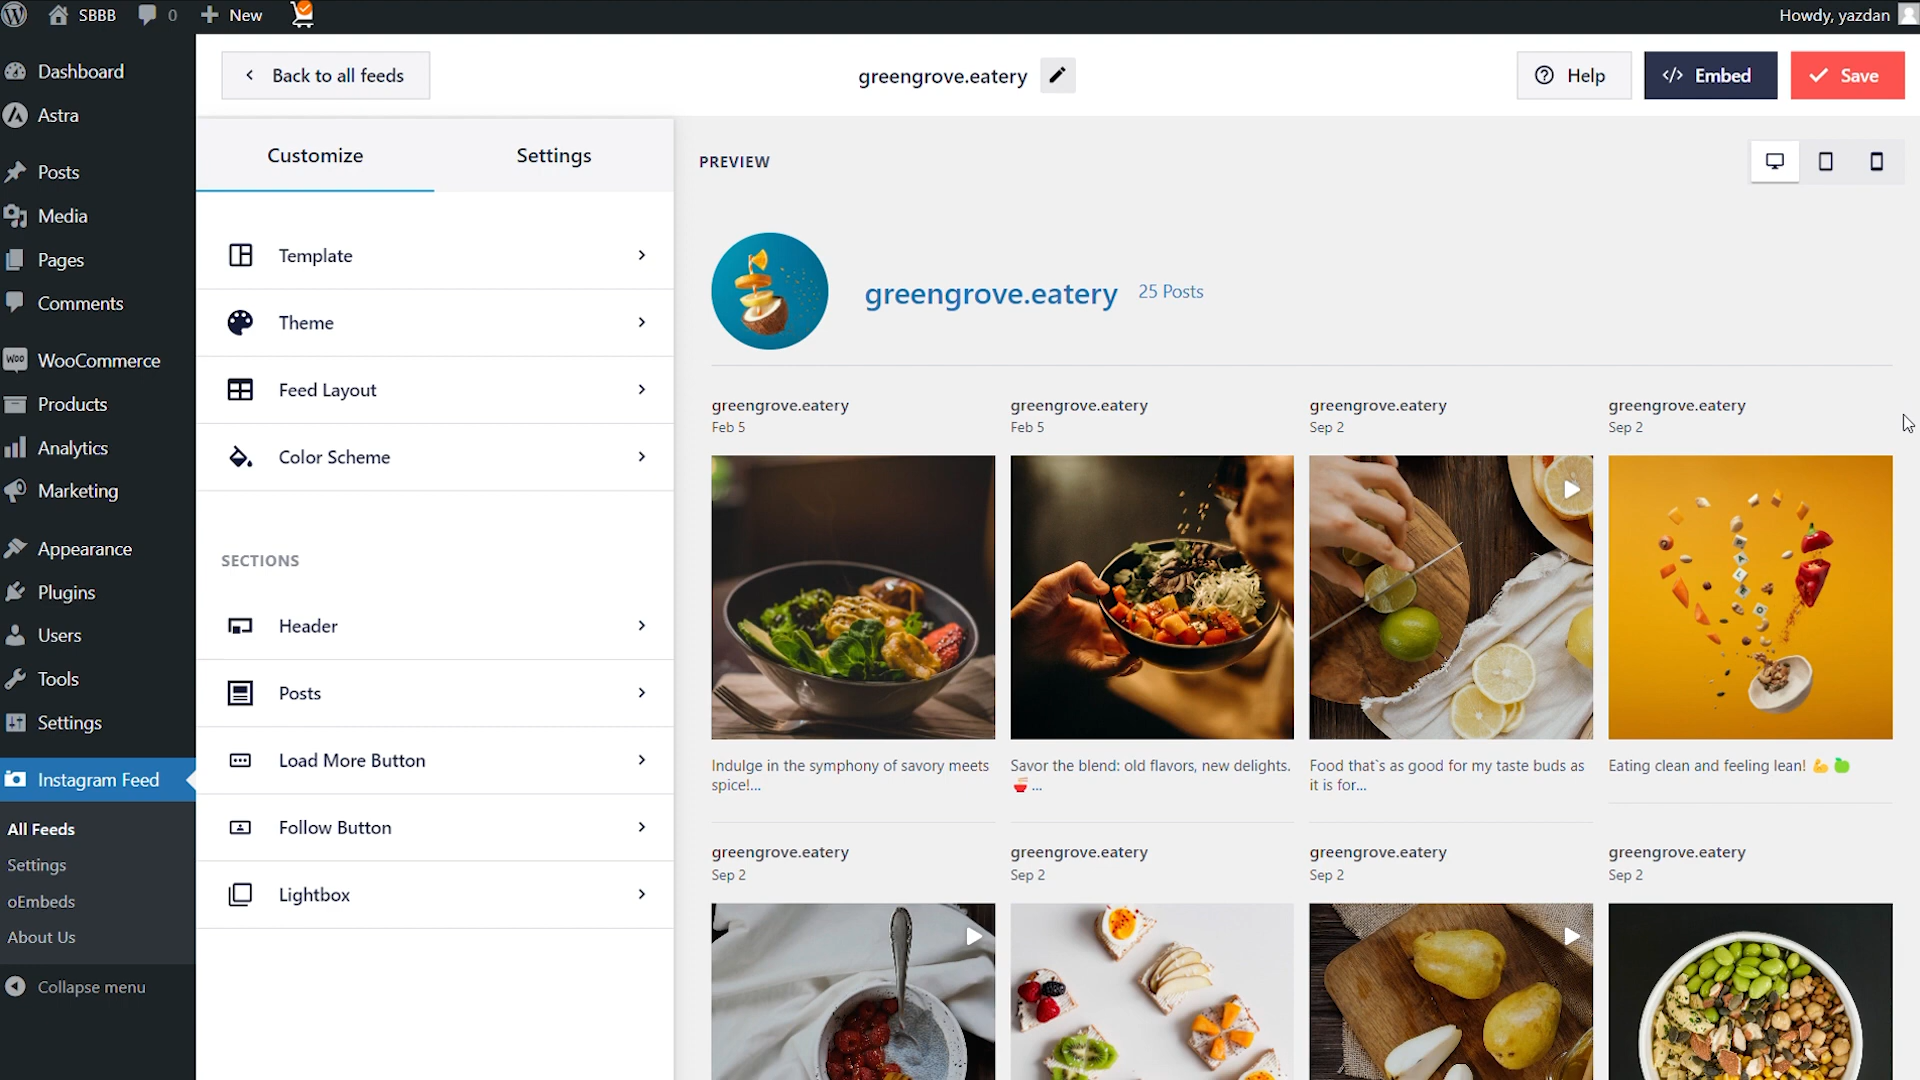 SBBB
0
New
Howdy, yazdan
Dashboard
Astra
Posts
Media
Pages
Comments
WooCommerce
Products
Analytics
Marketing
Appearance
Plugins
Users
Tools
Settings
Instagram Feed
All Feeds
Settings
oEmbeds
About Us
Collapse menu
Back to all feeds
greengrove.eatery
Help
</> Embed
Save
Customize
Settings
Template
Theme
Feed Layout
Color Scheme
SECTIONS
Header
Posts
Load More Button
Follow Button
Lightbox
PREVIEW
greengrove.eatery
25 Posts
greengrove.eatery
Feb 5
Indulge in the symphony of savory meets
spice!...
greengrove.eatery
Feb 5
Savor the blend: old flavors, new delights.
🍲 ...
greengrove.eatery
Sep 2
Food that`s as good for my taste buds as
it is for...
greengrove.eatery
Sep 2
Eating clean and feeling lean! 💪 🍏
greengrove.eatery
Sep 2
greengrove.eatery
Sep 2
greengrove.eatery
Sep 2
greengrove.eatery
Sep 2